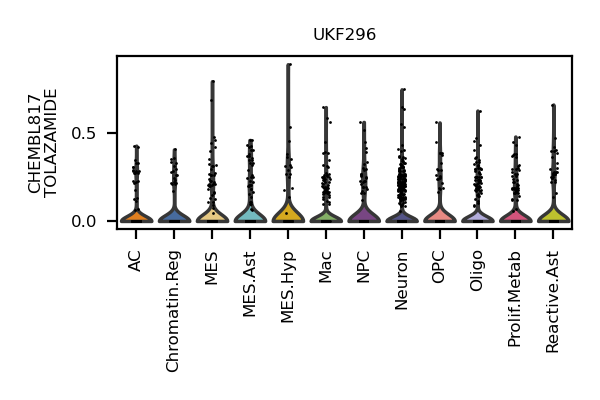 UKF296
CHEMBL817
TOLAZAMIDE
0.5
0.0
AC
Chromatin.Reg
MES
MES.Ast
MES.Hyp
Mac
NPC
Neuron
OPC
Oligo
Prolif.Metab
Reactive.Ast